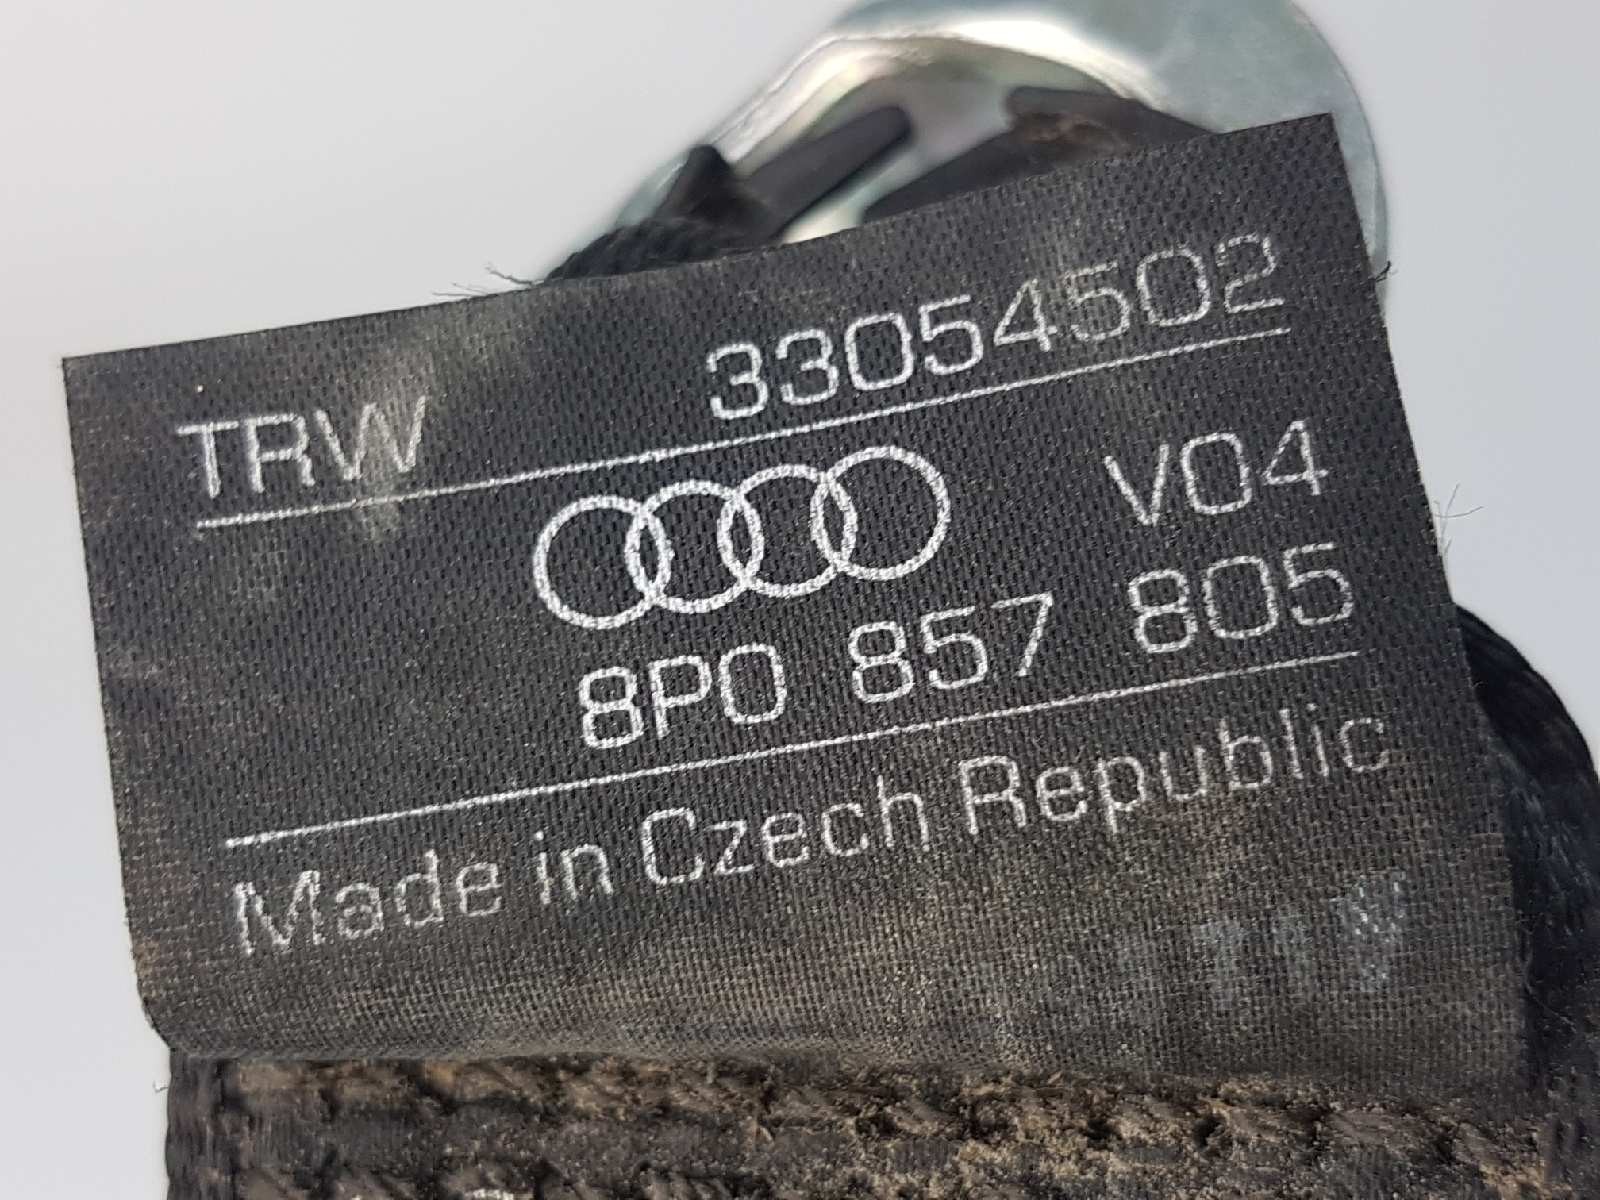 TRW 33054502
V04
8P0 857 805
Made in Czech Republic